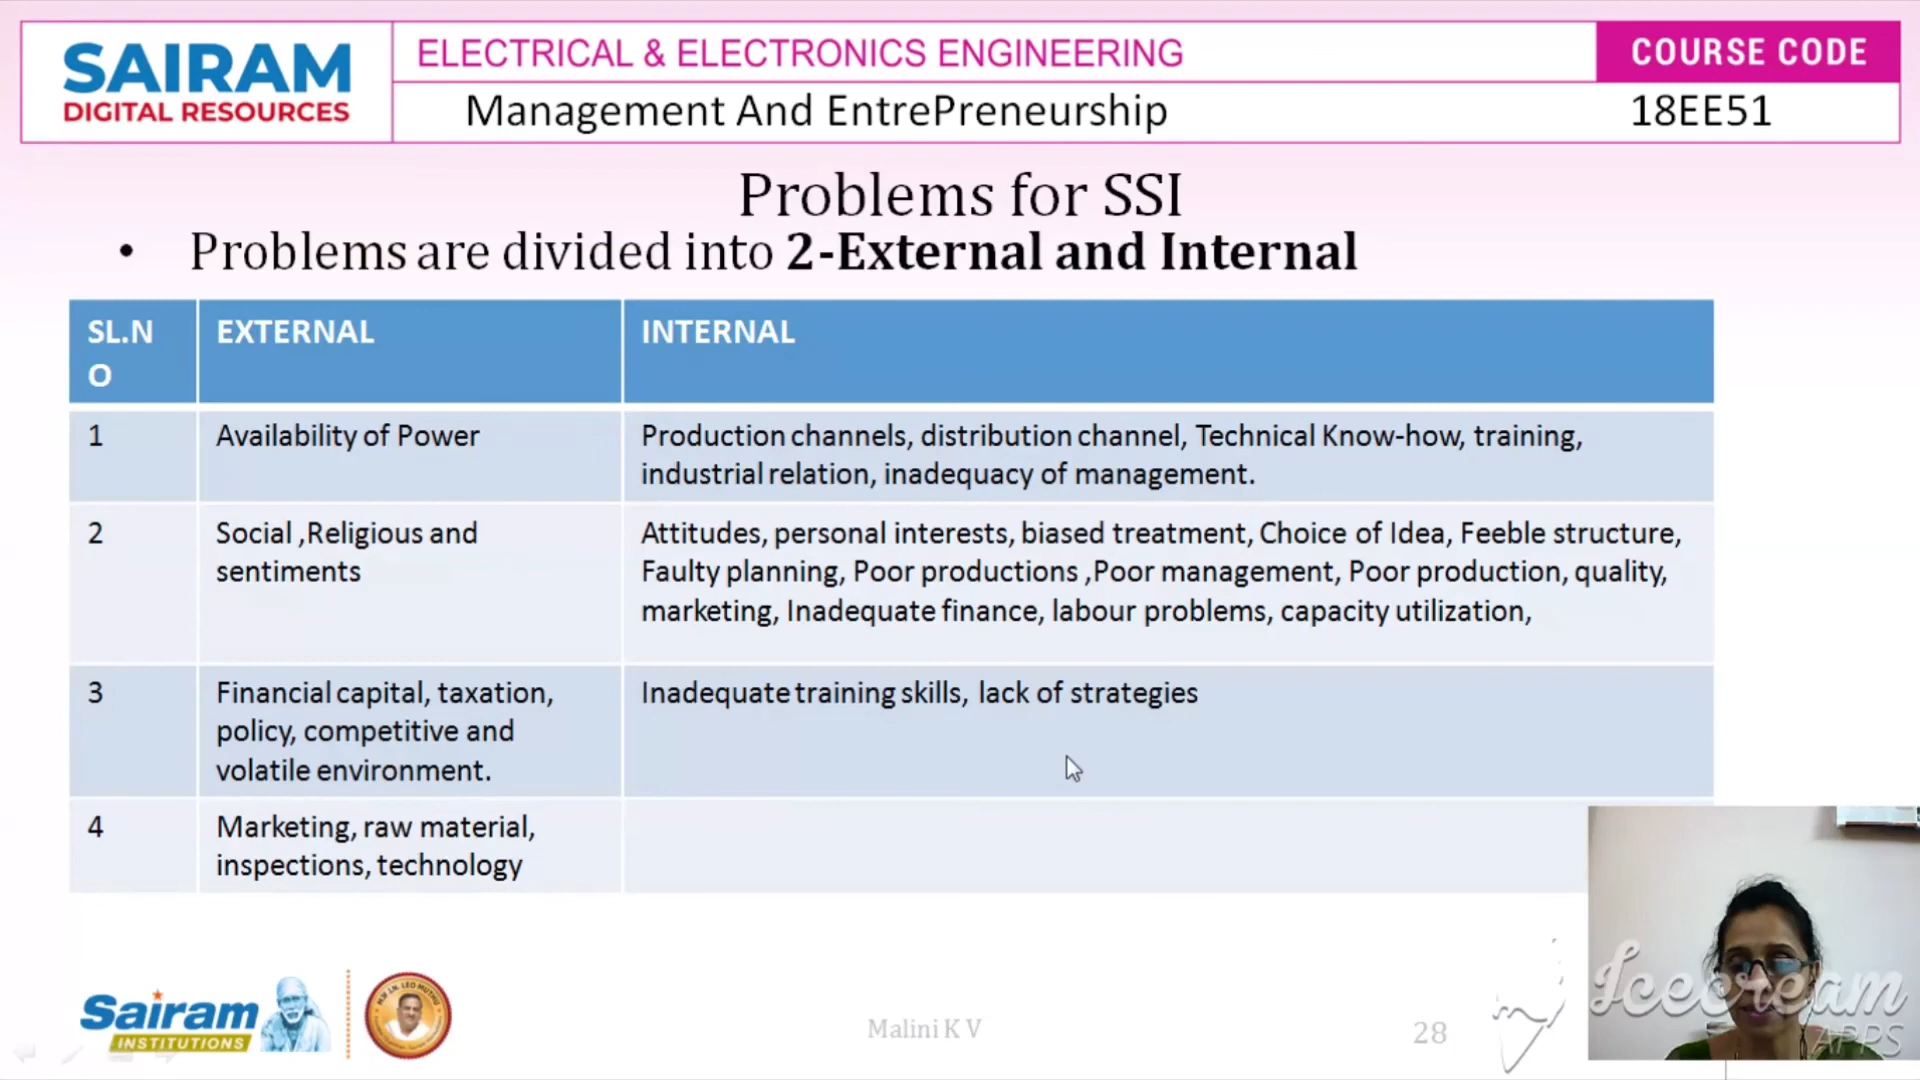 SAIRAM
DIGITAL RESOURCES
ELECTRICAL & ELECTRONICS ENGINEERING
COURSE CODE
Management And EntrePreneurship
18EE51
Problems for SSI
• Problems are divided into 2-External and Internal
SL.N
O
EXTERNAL
INTERNAL
1
Availability of Power
Production channels, distribution channel, Technical Know-how, training,
industrial relation, inadequacy of management.
2
Social ,Religious and
sentiments
Attitudes, personal interests, biased treatment, Choice of Idea, Feeble structure,
Faulty planning, Poor productions ,Poor management, Poor production, quality,
marketing, Inadequate finance, labour problems, capacity utilization,
3
Financial capital, taxation,
policy, competitive and
volatile environment.
Inadequate training skills, lack of strategies
4
Marketing, raw material,
inspections, technology
Sairam
INSTITUTIONS
Malini K V
28
Icecream
APPS